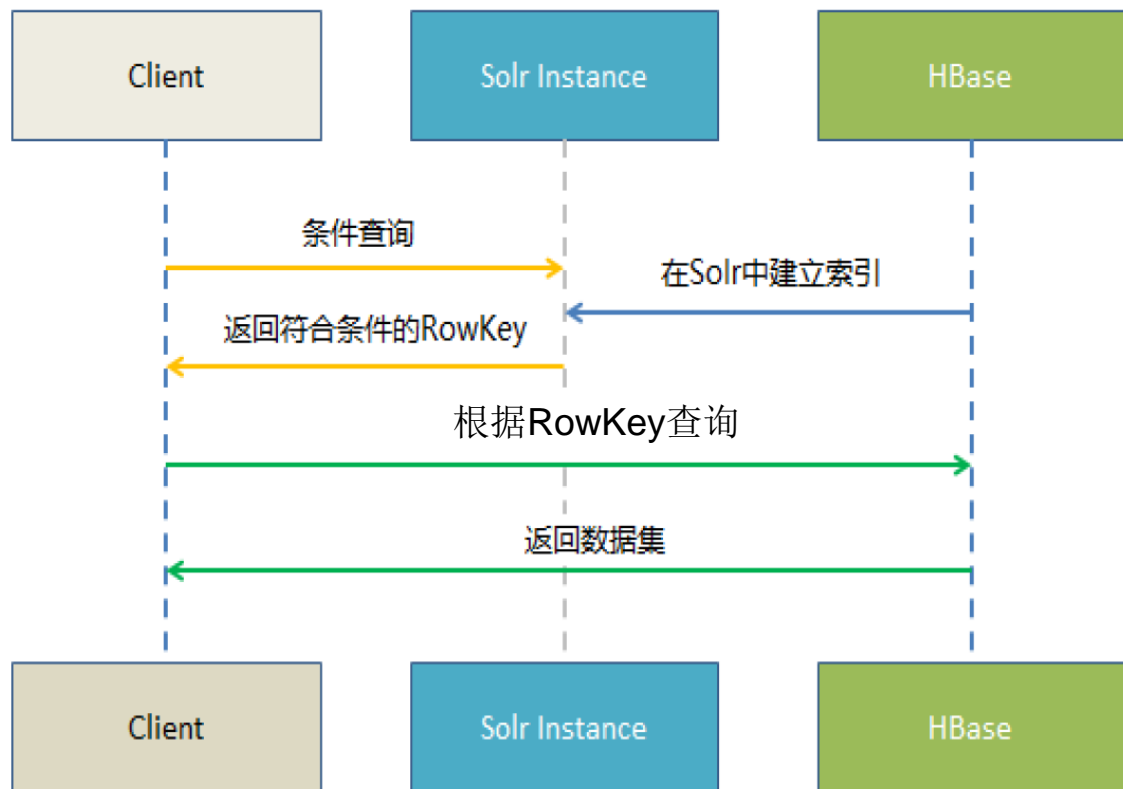 Client
Solr Instance
HBase
条件查询
在Solr中建立索引
返回符合条件的RowKey
根据RowKey查询
返回数据集
Client
Solr Instance
HBase